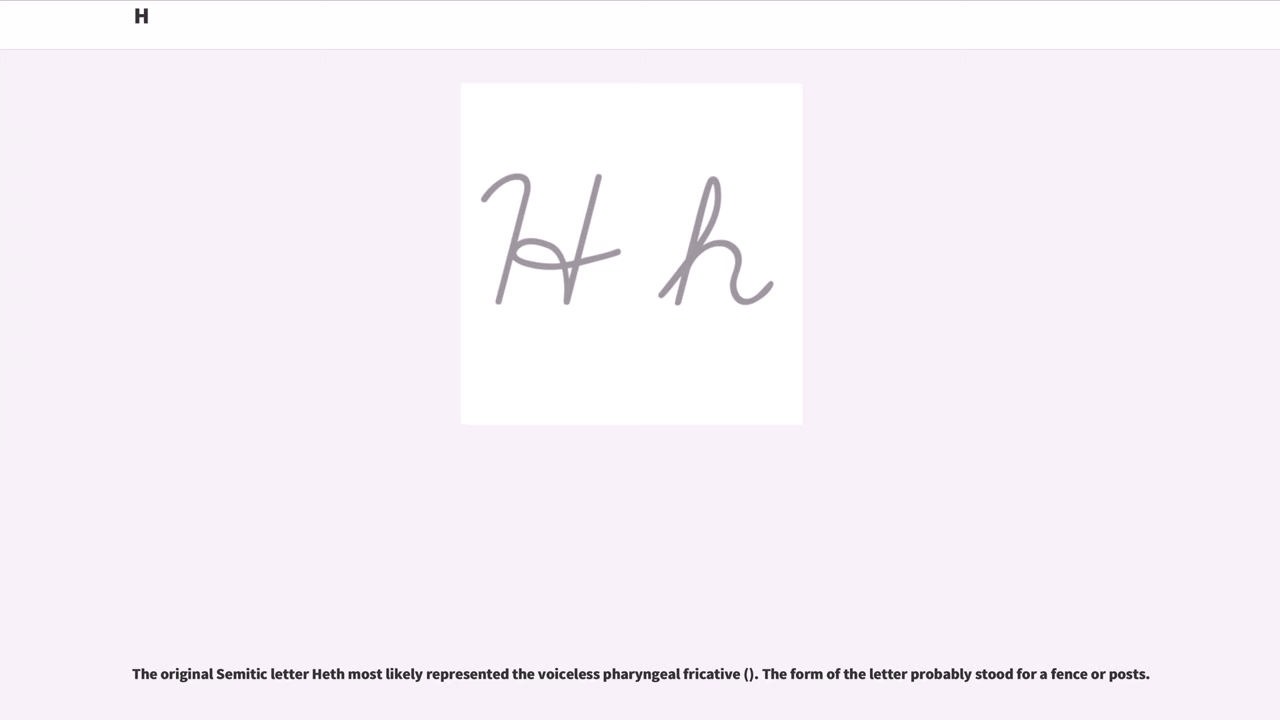 H
H h
The original Semitic letter Heth most likely represented the voiceless pharyngeal fricative (). The form of the letter probably stood for a fence or posts.